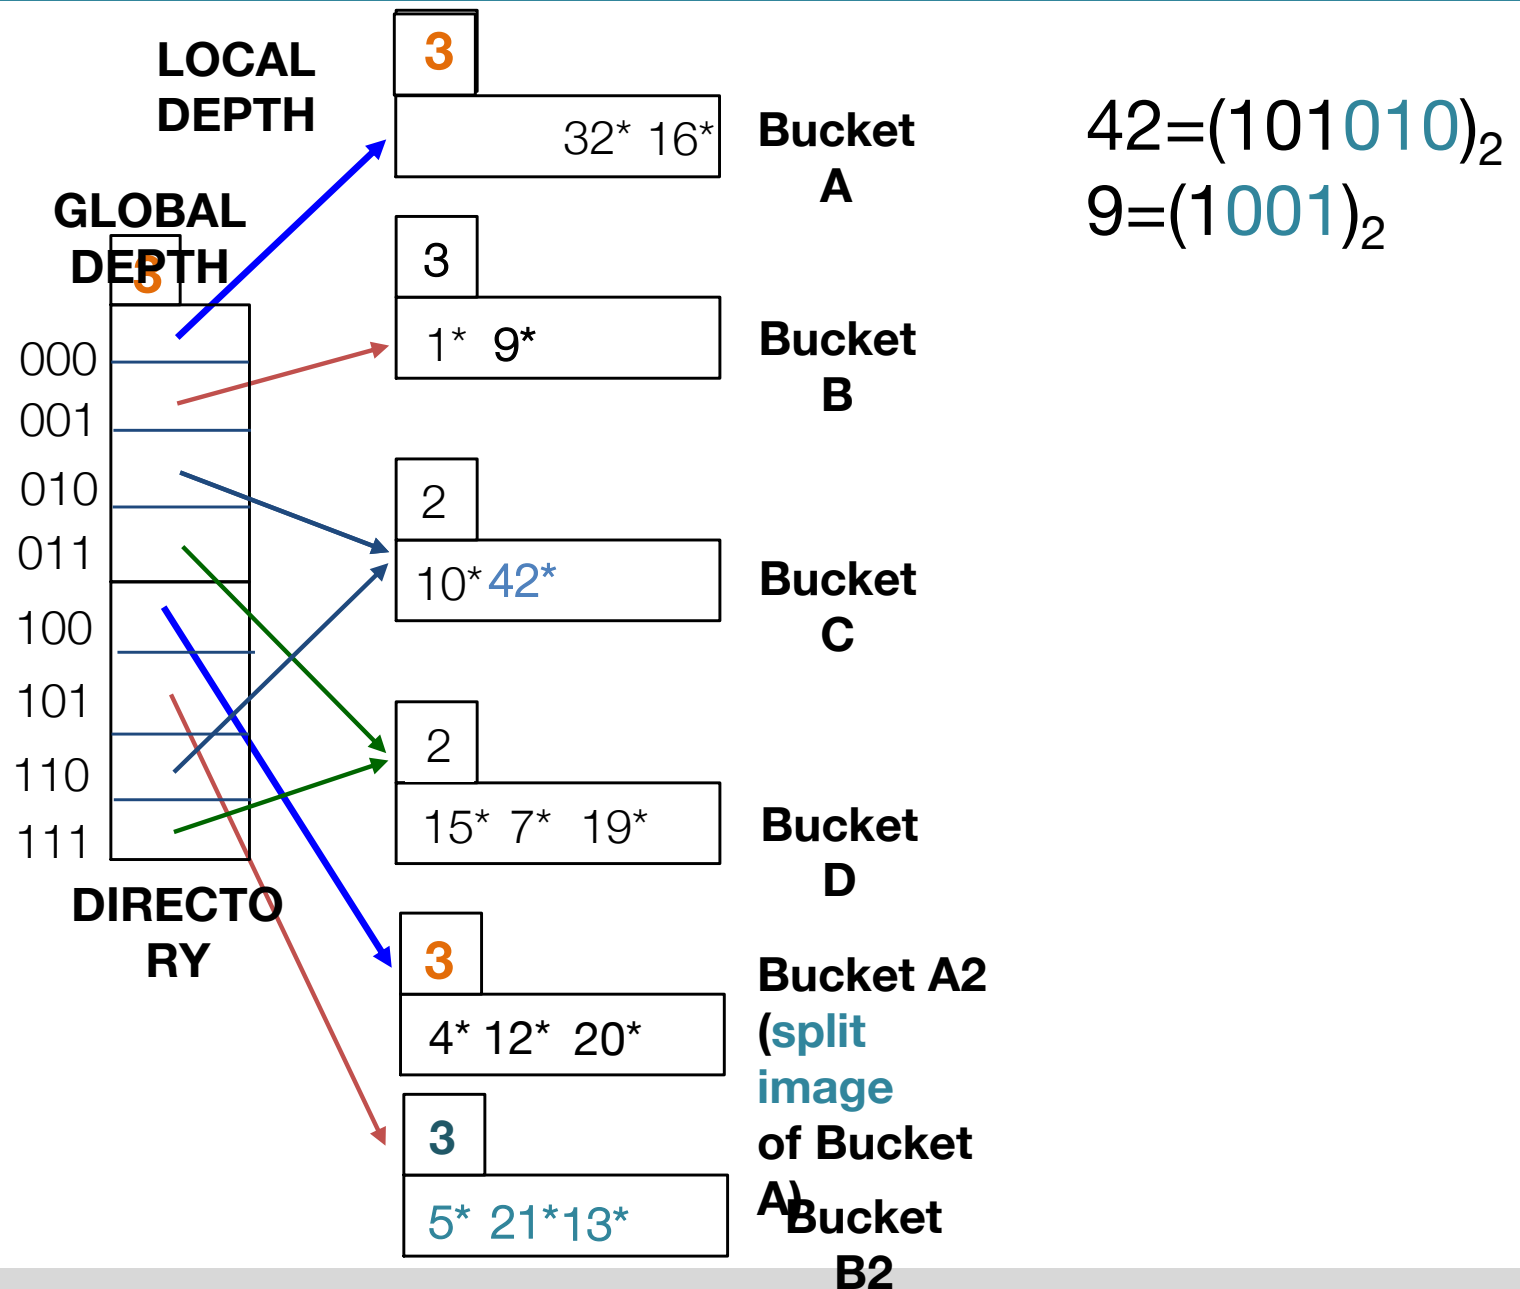 LOCAL
DEPTH
3
32* 16*
Bucket
A
42=(101010)2
9=(1001)2
GLOBAL
DEPTH
3
000
001
010
011
100
101
110
111
DIRECTO
RY
3
1* 9*
Bucket
B
2
10* 42*
Bucket
C
2
15* 7* 19*
Bucket
D
3
4* 12* 20*
Bucket A2
(split
image
of Bucket
A)
3
5* 21* 13*
Bucket
B2